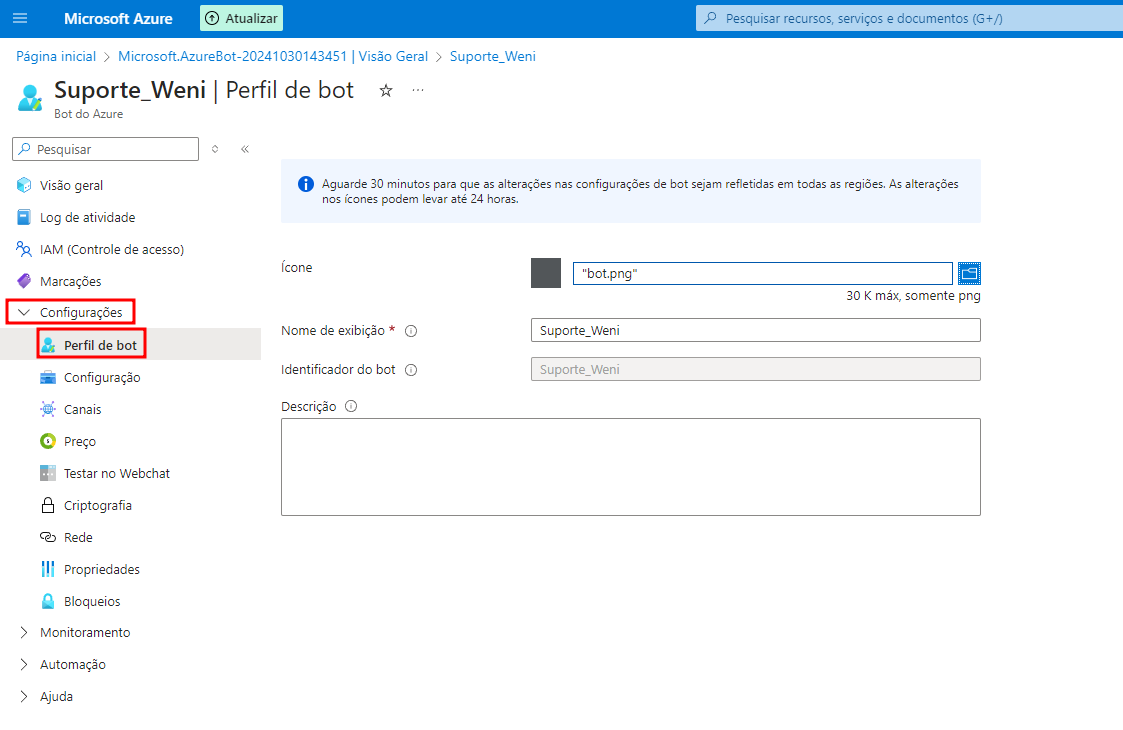 Microsoft Azure
Atualizar
Pesquisar recursos, serviços e documentos (G+/)
Página inicial > Microsoft.AzureBot-20241030143451 | Visão Geral > Suporte_Weni
Suporte_Weni | Perfil de bot
Bot do Azure
Pesquisar
Visão geral
Log de atividade
IAM (Controle de acesso)
Marcações
Configurações
Perfil de bot
Configuração
Canais
Preço
Testar no Webchat
Criptografia
Rede
Propriedades
Bloqueios
Monitoramento
Automação
Ajuda
Aguarde 30 minutos para que as alterações nas configurações de bot sejam refletidas em todas as regiões. As alterações
nos ícones podem levar até 24 horas.
Ícone
"bot.png"
30 K máx, somente png
Nome de exibição *
Suporte_Weni
Identificador do bot
Suporte_Weni
Descrição